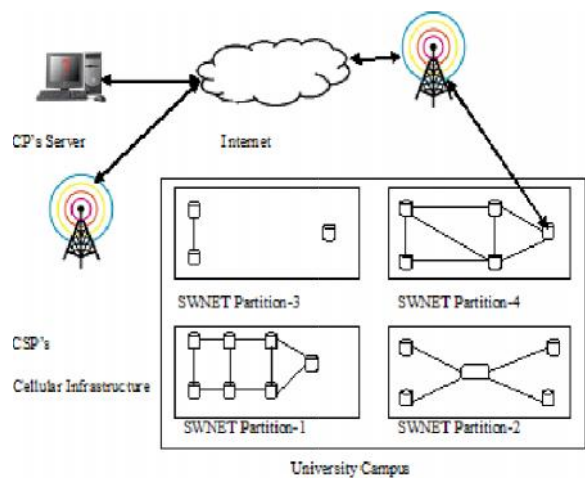 CP's Server
Internet
SWNET Partition-3
SWNET Partition-4
CSP's
Cellular Infrastructure
SWNET Partition-1
SWNET Partition-2
University Campus